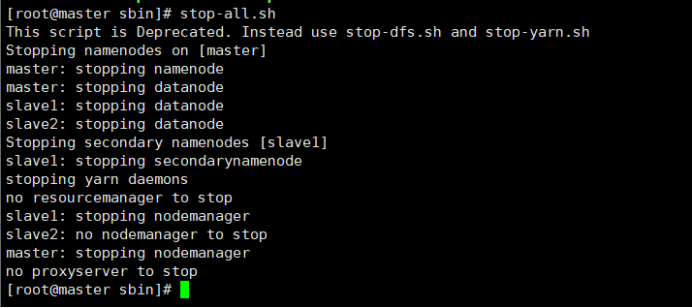 [root@master sbin]# stop-all.sh
This script is Deprecated. Instead use stop-dfs.sh and stop-yarn.sh
Stopping namenodes on [master]
master: stopping namenode
master: stopping datanode
slave1: stopping datanode
slave2: stopping datanode
Stopping secondary namenodes [slave1]
slave1: stopping secondarynamenode
stopping yarn daemons
no resourcemanager to stop
slave1: stopping nodemanager
slave2: no nodemanager to stop
master: stopping nodemanager
no proxyserver to stop
[root@master sbin]#